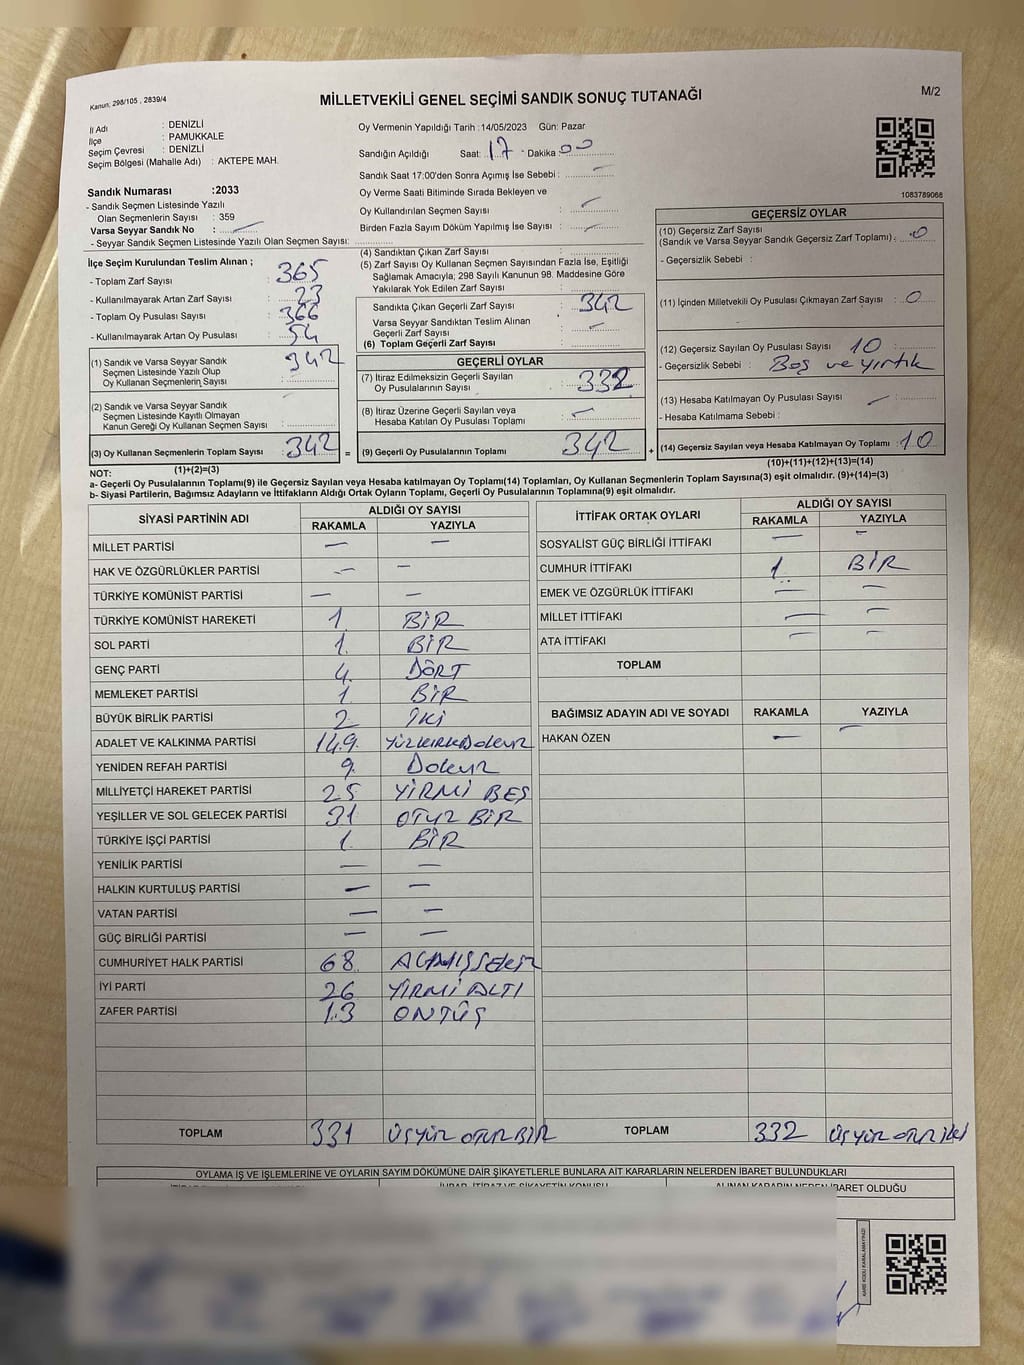 Kanun, 298/105 , 2839/4
MİLLETVEKİLİ GENEL SEÇİMİ SANDIK SONUÇ TUTANAĞI
M/2
İl Adı : DENİZLİ
İlçe : PAMUKKALE
Seçim Çevresi : DENİZLİ
Seçim Bölgesi (Mahalle Adı) : AKTEPE MAH.
Oy Vermenin Yapıldığı Tarih :14/05/2023 Gün: Pazar
Sandığın Açıldığı Saat: 17 Dakika: 00
Sandık Saat 17:00'den Sonra Açımış İse Sebebi : –
Oy Verme Saati Bitiminde Sırada Bekleyen ve
Oy Kullandırılan Seçmen Sayısı : –
Birden Fazla Sayım Döküm Yapılmış İse Sayısı : –
1083789068
Sandık Numarası :2033
- Sandık Seçmen Listesinde Yazılı
Olan Seçmenlerin Sayısı : 359
Varsa Seyyar Sandık No : –
- Seyyar Sandık Seçmen Listesinde Yazılı Olan Seçmen Sayısı:
İlçe Seçim Kurulundan Teslim Alınan ;
- Toplam Zarf Sayısı : 365
- Kullanılmayarak Artan Zarf Sayısı : 23
- Toplam Oy Pusulası Sayısı : 366
- Kullanılmayarak Artan Oy Pusulası : 54
(1) Sandık ve Varsa Seyyar Sandık
Seçmen Listesinde Yazılı Olup
Oy Kullanan Seçmenlerin Sayısı : 342
(2) Sandık ve Varsa Seyyar Sandık
Seçmen Listesinde Kayıtlı Olmayan
Kanun Gereği Oy Kullanan Seçmen Sayısı :
(3) Oy Kullanan Seçmenlerin Toplam Sayısı : 342 =
(4) Sandıktan Çıkan Zarf Sayısı :
(5) Zarf Sayısı Oy Kullanan Seçmen Sayısından Fazla İse, Eşitliği
Sağlamak Amacıyla; 298 Sayılı Kanunun 98. Maddesine Göre
Yakılarak Yok Edilen Zarf Sayısı :
Sandıkta Çıkan Geçerli Zarf Sayısı : 342
Varsa Seyyar Sandıktan Teslim Alınan
Geçerli Zarf Sayısı : –
(6) Toplam Geçerli Zarf Sayısı :
GEÇERLİ OYLAR
(7) İtiraz Edilmeksizin Geçerli Sayılan
Oy Pusulalarının Sayısı : 332
(8) İtiraz Üzerine Geçerli Sayılan veya
Hesaba Katılan Oy Pusulası Toplamı : –
(9) Geçerli Oy Pusulalarının Toplamı : 342 +
GEÇERSİZ OYLAR
(10) Geçersiz Zarf Sayısı
(Sandık ve Varsa Seyyar Sandık Geçersiz Zarf Toplamı) : 0
- Geçersizlik Sebebi :
(11) İçinden Milletvekili Oy Pusulası Çıkmayan Zarf Sayısı : 0
(12) Geçersiz Sayılan Oy Pusulası Sayısı : 10
- Geçersizlik Sebebi : Boş ve yırtık
(13) Hesaba Katılmayan Oy Pusulası Sayısı : –
- Hesaba Katılmama Sebebi :
(14) Geçersiz Sayılan veya Hesaba Katılmayan Oy Toplamı : 10
NOT: (1)+(2)=(3)
(10)+(11)+(12)+(13)=(14)
a- Geçerli Oy Pusulalarının Toplamı(9) ile Geçersiz Sayılan veya Hesaba katılmayan Oy Toplamı(14) Toplamları, Oy Kullanan Seçmenlerin Toplam Sayısına(3) eşit olmalıdır. (9)+(14)=(3)
b- Siyasi Partilerin, Bağımsız Adayların ve İttifakların Aldığı Ortak Oyların Toplamı, Geçerli Oy Pusulalarının Toplamına(9) eşit olmalıdır.
SİYASİ PARTİNİN ADI
ALDIĞI OY SAYISI
RAKAMLA YAZIYLA
MİLLET PARTİSİ – –
HAK VE ÖZGÜRLÜKLER PARTİSİ – –
TÜRKİYE KOMÜNİST PARTİSİ – –
TÜRKİYE KOMÜNİST HAREKETİ 1 BİR
SOL PARTİ 1 BİR
GENÇ PARTİ 4 DÖRT
MEMLEKET PARTİSİ 1 BİR
BÜYÜK BİRLİK PARTİSİ 2 İKİ
ADALET VE KALKINMA PARTİSİ 149 YÜZKIRKDokuz
YENİDEN REFAH PARTİSİ 9 Dokuz
MİLLİYETÇİ HAREKET PARTİSİ 25 YİRMİ BEŞ
YEŞİLLER VE SOL GELECEK PARTİSİ 31 OTUZ BİR
TÜRKİYE İŞÇİ PARTİSİ 1 BİR
YENİLİK PARTİSİ – –
HALKIN KURTULUŞ PARTİSİ – –
VATAN PARTİSİ – –
GÜÇ BİRLİĞİ PARTİSİ – –
CUMHURİYET HALK PARTİSİ 68 ALTMIŞSEKİZ
İYİ PARTİ 26 YİRMİ ALTI
ZAFER PARTİSİ 13 ONÜÇ
TOPLAM 331 ÜÇYÜZ OTUZ BİR
İTTİFAK ORTAK OYLARI
ALDIĞI OY SAYISI
RAKAMLA YAZIYLA
SOSYALİST GÜÇ BİRLİĞİ İTTİFAKI – –
CUMHUR İTTİFAKI 1 BİR
EMEK VE ÖZGÜRLÜK İTTİFAKI – –
MİLLET İTTİFAKI – –
ATA İTTİFAKI – –
TOPLAM
BAĞIMSIZ ADAYIN ADI VE SOYADI RAKAMLA YAZIYLA
HAKAN ÖZEN – –
TOPLAM 332 ÜÇYÜZ OTUZ İKİ
OYLAMA İŞ VE İŞLEMLERİNE VE OYLARIN SAYIM DÖKÜMÜNE DAİR ŞİKAYETLERLE BUNLARA AİT KARARLARIN NELERDEN İBARET BULUNDUKLARI
İHBAR, İTİRAZ VE ŞİKAYETİN KONUSU
ALINAN KARARIN NEDEN İBARET OLDUĞU
KARE KODU KARALAMAYINIZ!